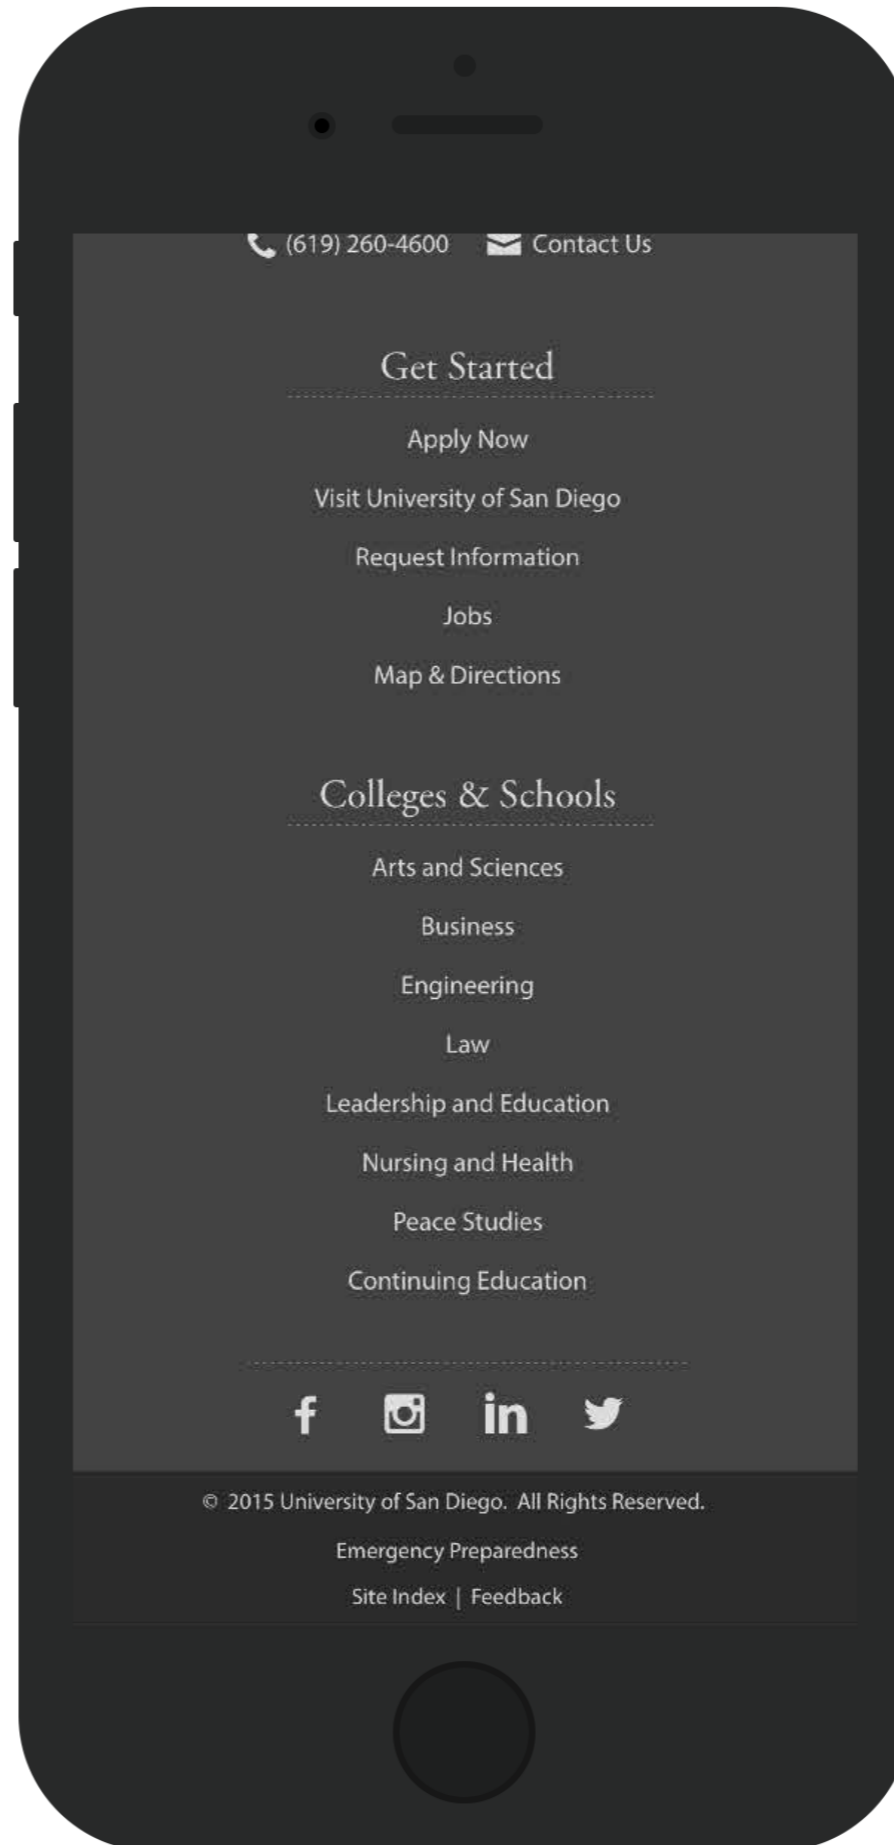 (619) 260-4600 Contact Us
Get Started
Apply Now
Visit University of San Diego
Request Information
Jobs
Map & Directions
Colleges & Schools
Arts and Sciences
Business
Engineering
Law
Leadership and Education
Nursing and Health
Peace Studies
Continuing Education
© 2015 University of San Diego. All Rights Reserved.
Emergency Preparedness
Site Index | Feedback